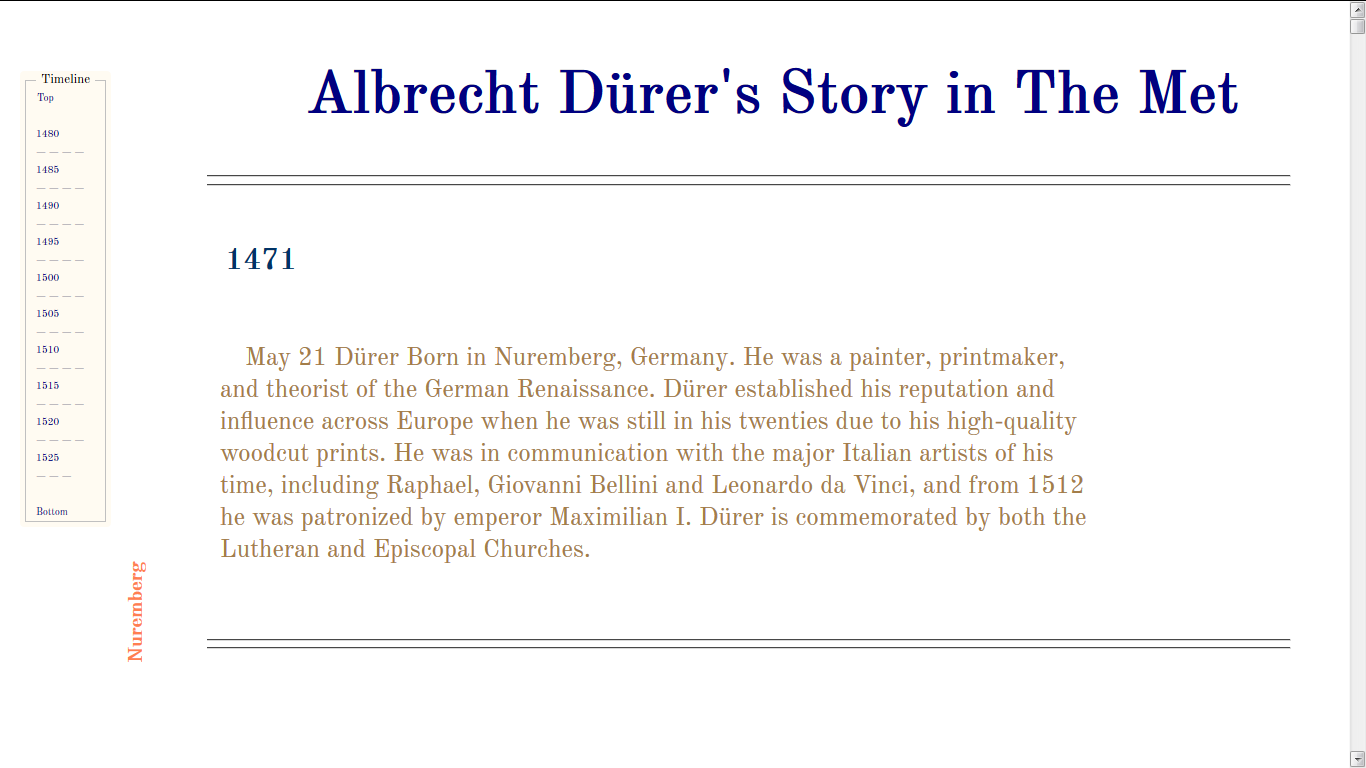 Albrecht Dürer's Story in The Met
Timeline
Top
1480
1485
1490
1495
1500
1505
1510
1515
1520
1525
Bottom
Nuremberg
1471
May 21 Dürer Born in Nuremberg, Germany. He was a painter, printmaker,
and theorist of the German Renaissance. Dürer established his reputation and
influence across Europe when he was still in his twenties due to his high-quality
woodcut prints. He was in communication with the major Italian artists of his
time, including Raphael, Giovanni Bellini and Leonardo da Vinci, and from 1512
he was patronized by emperor Maximilian I. Dürer is commemorated by both the
Lutheran and Episcopal Churches.